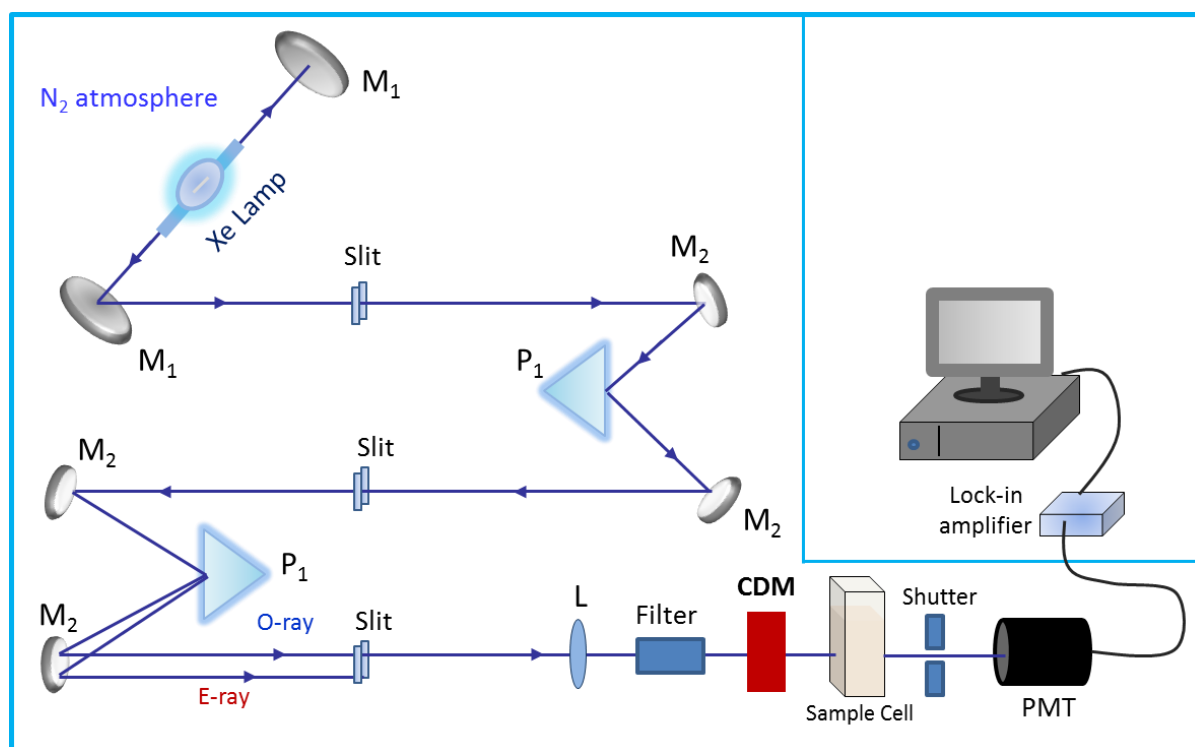 M₁
N₂ atmosphere
Xe Lamp
Slit
M₂
M₁
P₁
M₂
Slit
M₂
Lock-in
amplifier
P₁
M₂
O-ray
Slit
L
Filter
CDM
Shutter
E-ray
Sample Cell
PMT